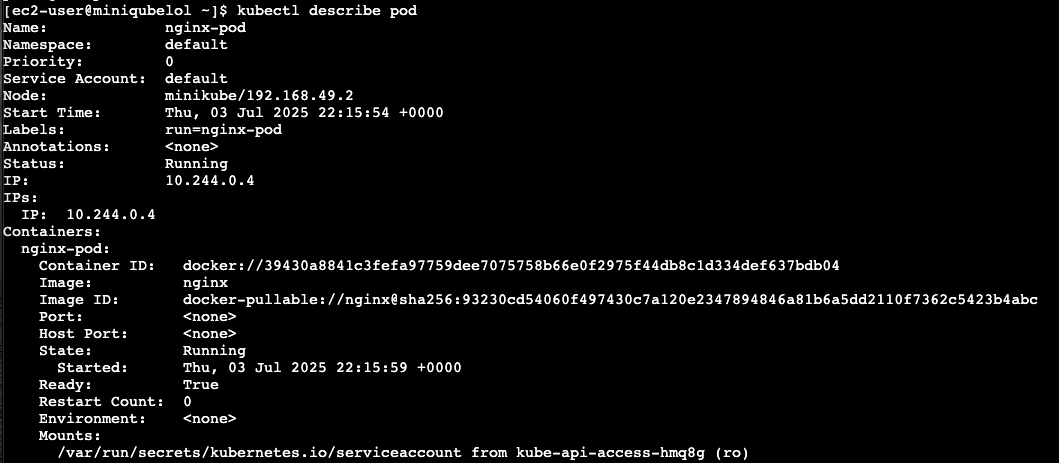 [ec2-user@miniqubelol ~]$ kubectl describe pod
Name:             nginx-pod
Namespace:        default
Priority:         0
Service Account:  default
Node:             minikube/192.168.49.2
Start Time:       Thu, 03 Jul 2025 22:15:54 +0000
Labels:           run=nginx-pod
Annotations:      <none>
Status:           Running
IP:               10.244.0.4
IPs:
  IP:  10.244.0.4
Containers:
  nginx-pod:
    Container ID:   docker://39430a8841c3fefa97759dee7075758b66e0f2975f44db8c1d334def637bdb04
    Image:          nginx
    Image ID:       docker-pullable://nginx@sha256:93230cd54060f497430c7a120e2347894846a81b6a5dd2110f7362c5423b4abc
    Port:           <none>
    Host Port:      <none>
    State:          Running
      Started:      Thu, 03 Jul 2025 22:15:59 +0000
    Ready:          True
    Restart Count:  0
    Environment:    <none>
    Mounts:
      /var/run/secrets/kubernetes.io/serviceaccount from kube-api-access-hmq8g (ro)